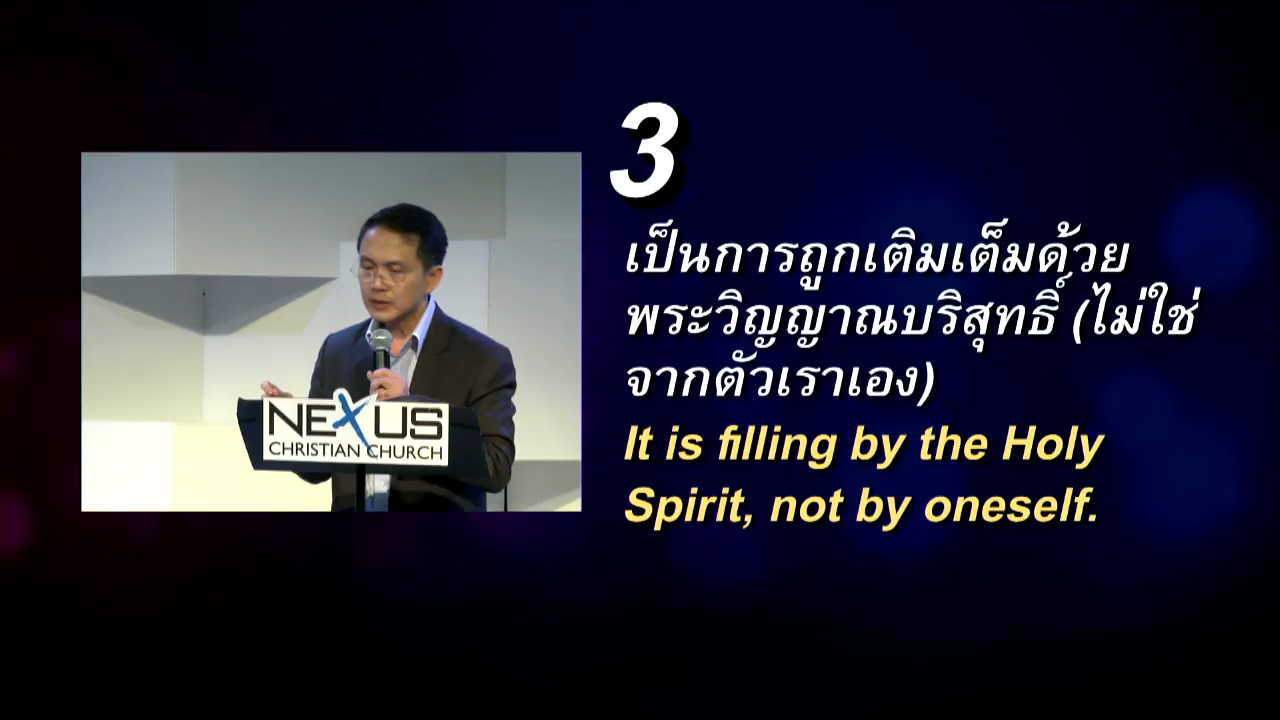 NEXUS
CHRISTIAN CHURCH
3
เป็นการถูกเติมเต็มด้วย
พระวิญญาณบริสุทธิ์ (ไม่ใช่
จากตัวเราเอง)
It is filling by the Holy
Spirit, not by oneself.